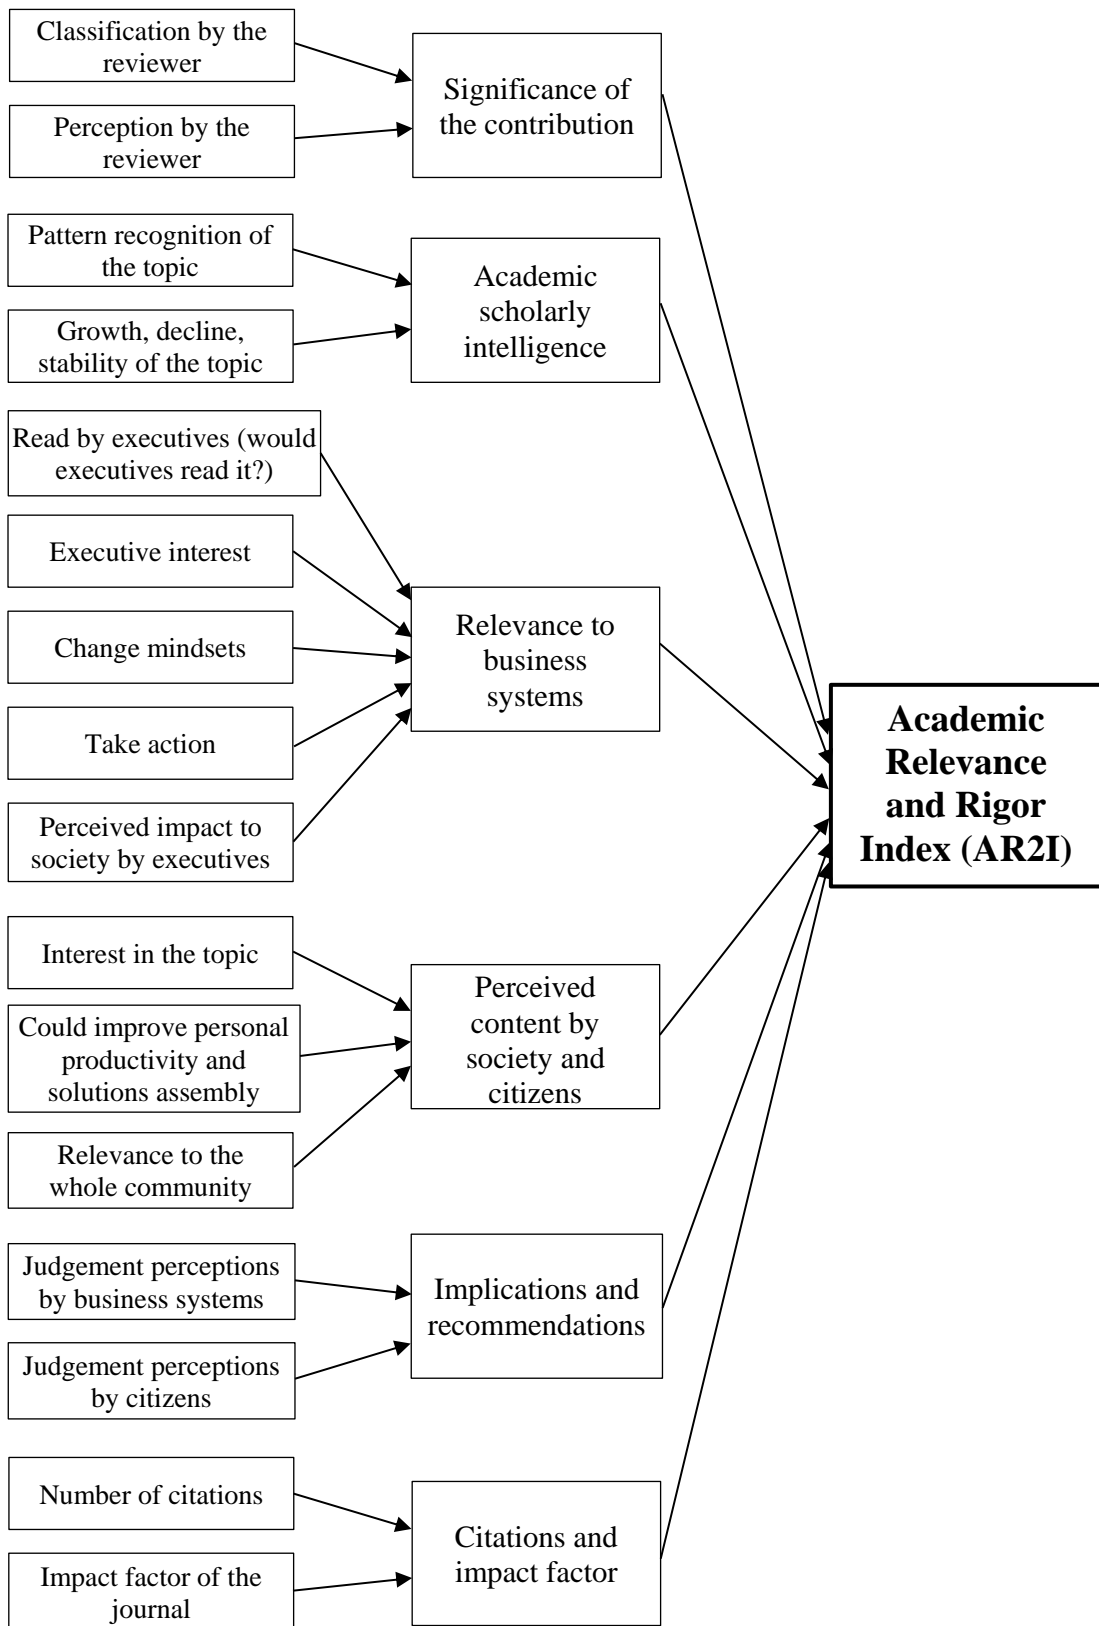 Classification by the
reviewer
Perception by the
reviewer
Significance of
the contribution
Pattern recognition of
the topic
Growth, decline,
stability of the topic
Academic
scholarly
intelligence
Read by executives (would
executives read it?)
Executive interest
Change mindsets
Take action
Perceived impact to
society by executives
Relevance to
business
systems
Interest in the topic
Could improve personal
productivity and
solutions assembly
Relevance to the
whole community
Perceived
content by
society and
citizens
Judgement perceptions
by business systems
Judgement perceptions
by citizens
Implications and
recommendations
Number of citations
Impact factor of the
journal
Citations and
impact factor
Academic
Relevance
and Rigor
Index (AR2I)